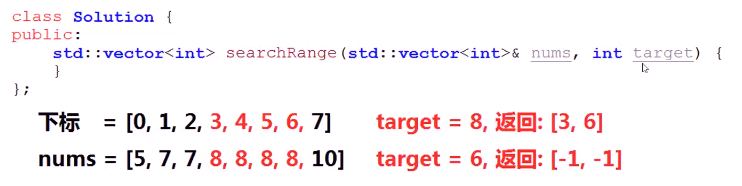 class Solution {
public:
    std::vector<int> searchRange(std::vector<int>& nums, int target) {
    }
};
下标 = [0, 1, 2, 3, 4, 5, 6, 7] target = 8, 返回: [3, 6]
nums = [5, 7, 7, 8, 8, 8, 8, 10] target = 6, 返回: [-1, -1]